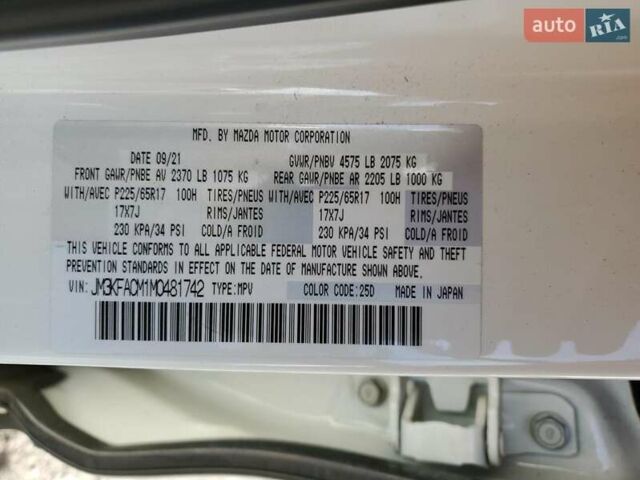 auto RIA .com
MFD. BY MAZDA MOTOR CORPORATION
DATE 09/21 GVWR/PNBV 4575 LB 2075 KG
FRONT GAWR/PNBE AV 2370 LB 1075 KG REAR GAWR/PNBE AR 2205 LB 1000 KG
WITH/AVEC P225/65R17 100H TIRES/PNEUS WITH/AVEC P225/65R17 100H TIRES/PNEUS
17X7J RIMS/JANTES 17X7J RIMS/JANTES
230 KPA/34 PSI COLD/A FROID 230 KPA/34 PSI COLD/A FROID
THIS VEHICLE CONFORMS TO ALL APPLICABLE FEDERAL MOTOR VEHICLE SAFETY AND THEFT
PREVENTION STANDARDS IN EFFECT ON THE DATE OF MANUFACTURE SHOWN ABOVE.
VIN: JM3KFACM1M0481742 TYPE:MPV COLOR CODE:25D MADE IN JAPAN